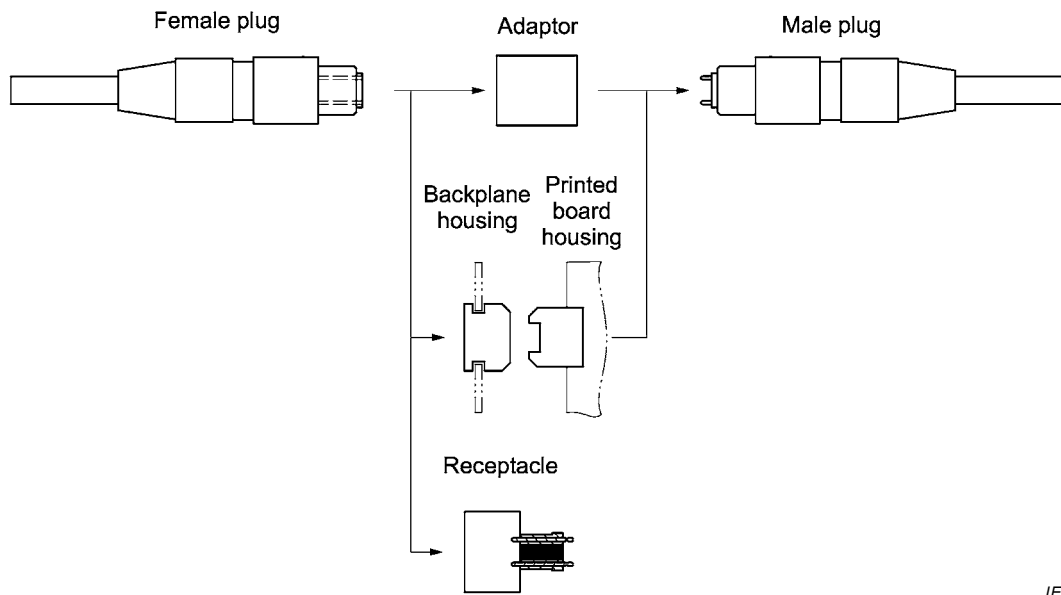 Female plug
Adaptor
Male plug
Backplane
housing
Printed
board
housing
Receptacle